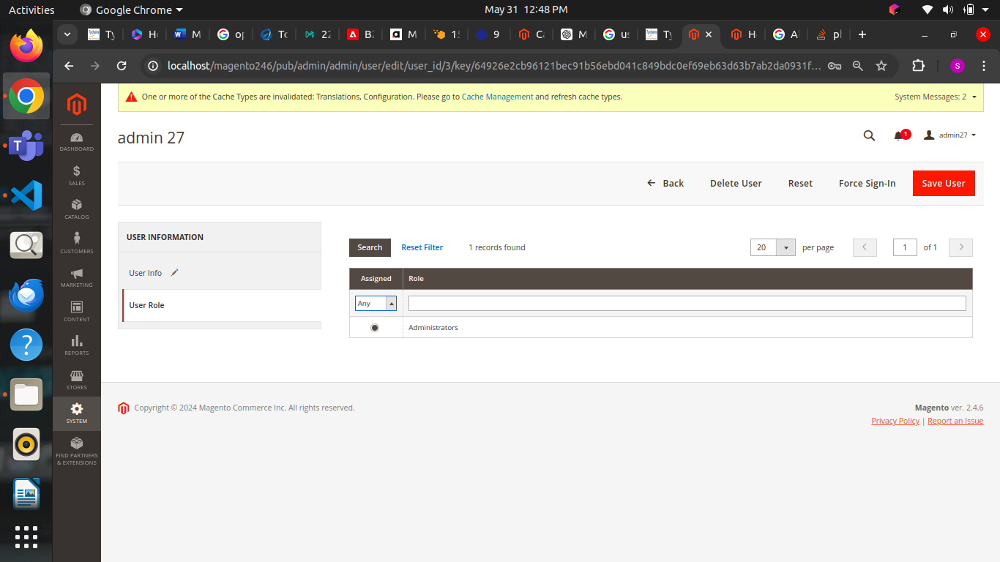 Activities Google Chrome May 31 12:48 PM
Ty He M op To 22 B: M 1 9 Ca M us Ty H A pl
localhost/magento246/pub/admin/admin/user/edit/user_id/3/key/64926e2cb96121bec91b56ebd041c849bdc0ef69eb63d63b7ab2da0931f... S
One or more of the Cache Types are invalidated: Translations, Configuration. Please go to Cache Management and refresh cache types. System Messages: 2
admin 27 1 admin27
Back Delete User Reset Force Sign-In Save User
DASHBOARD
SALES
CATALOG
CUSTOMERS
MARKETING
CONTENT
REPORTS
STORES
SYSTEM
FIND PARTNERS
& EXTENSIONS
USER INFORMATION
User Info
User Role
Search Reset Filter 1 records found 20 per page 1 of 1
Assigned Role
Any
Administrators
Copyright © 2024 Magento Commerce Inc. All rights reserved. Magento ver. 2.4.6
Privacy Policy | Report an Issue